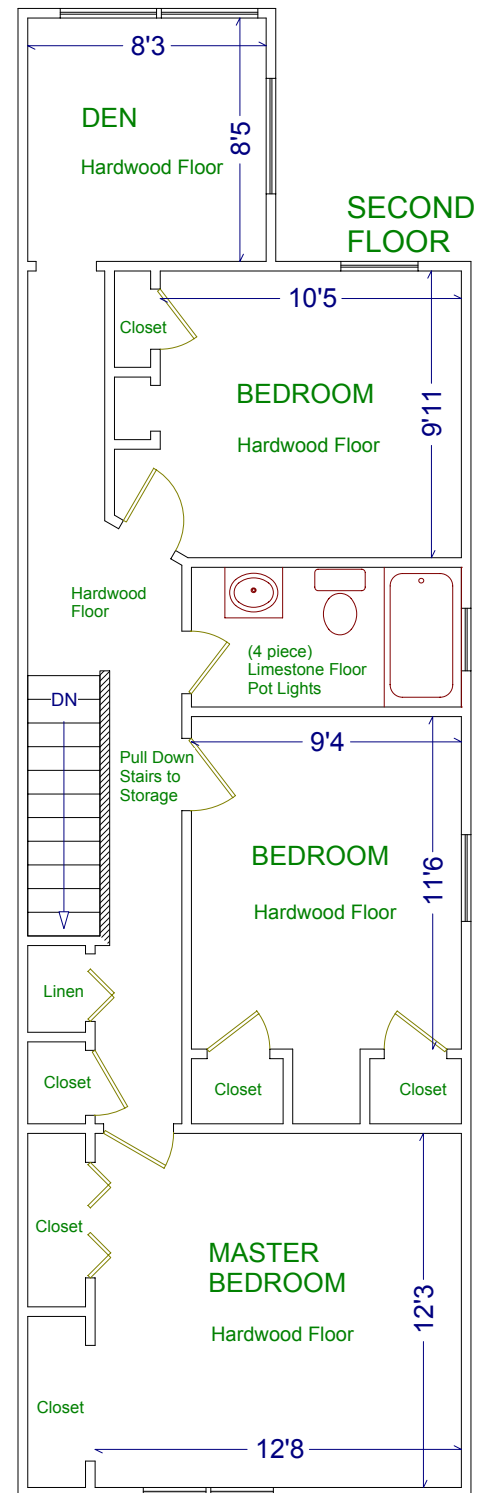 8'3
DEN
8'5
Hardwood Floor
SECOND
FLOOR
10'5
Closet
BEDROOM
9'11
Hardwood Floor
Hardwood
Floor
(4 piece)
Limestone Floor
Pot Lights
DN
Pull Down
Stairs to
Storage
9'4
BEDROOM
11'6
Hardwood Floor
Linen
Closet
Closet
Closet
Closet
MASTER
BEDROOM
12'3
Hardwood Floor
Closet
12'8